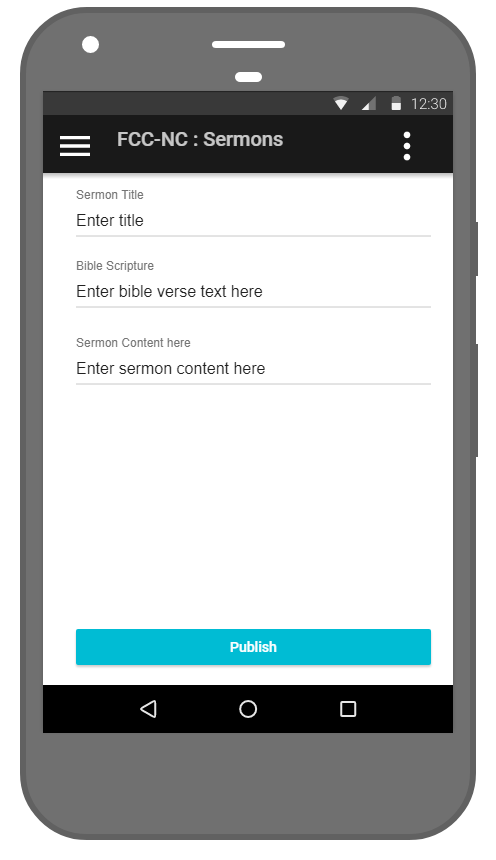 12:30
FCC-NC : Sermons
Sermon Title
Enter title
Bible Scripture
Enter bible verse text here
Sermon Content here
Enter sermon content here
Publish